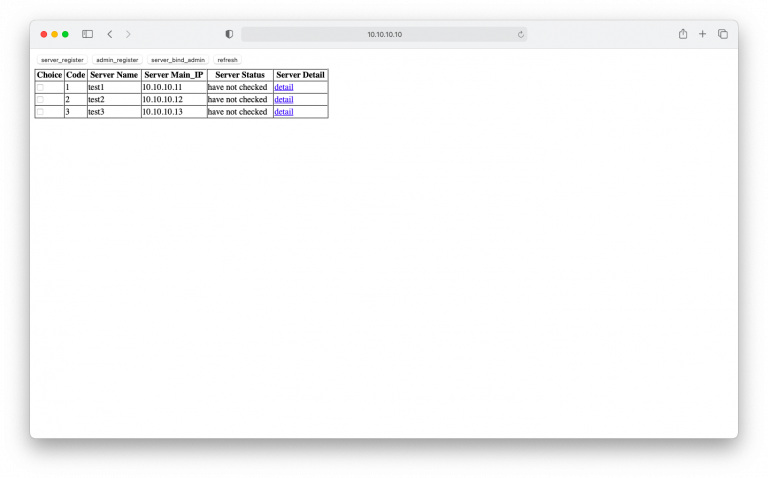 10.10.10.10
server_register admin_register server_bind_admin refresh
Choice Code Server Name Server Main_IP Server Status Server Detail
1 test1 10.10.10.11 have not checked detail
2 test2 10.10.10.12 have not checked detail
3 test3 10.10.10.13 have not checked detail